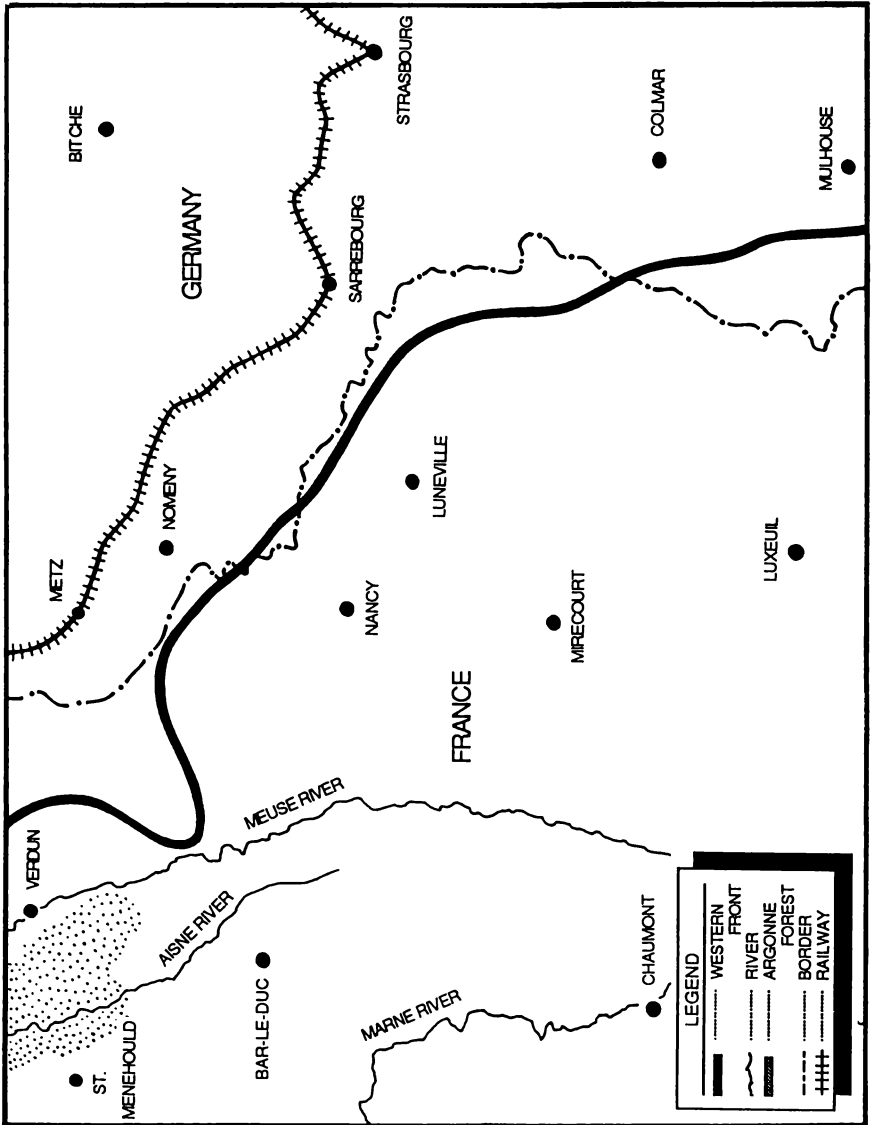 ST.
MENEHOULD
VERDUN
METZ
NOMENY
BITCHE
GERMANY
STRASBOURG
SARREBOURG
AISNE RIVER
MEUSE RIVER
BAR-LE-DUC
NANCY
LUNEVILLE
MARNE RIVER
FRANCE
MIRECOURT
COLMAR
CHAUMONT
LUXEUIL
MULHOUSE
LEGEND
WESTERN
FRONT
RIVER
ARGONNE
FOREST
BORDER
RAILWAY